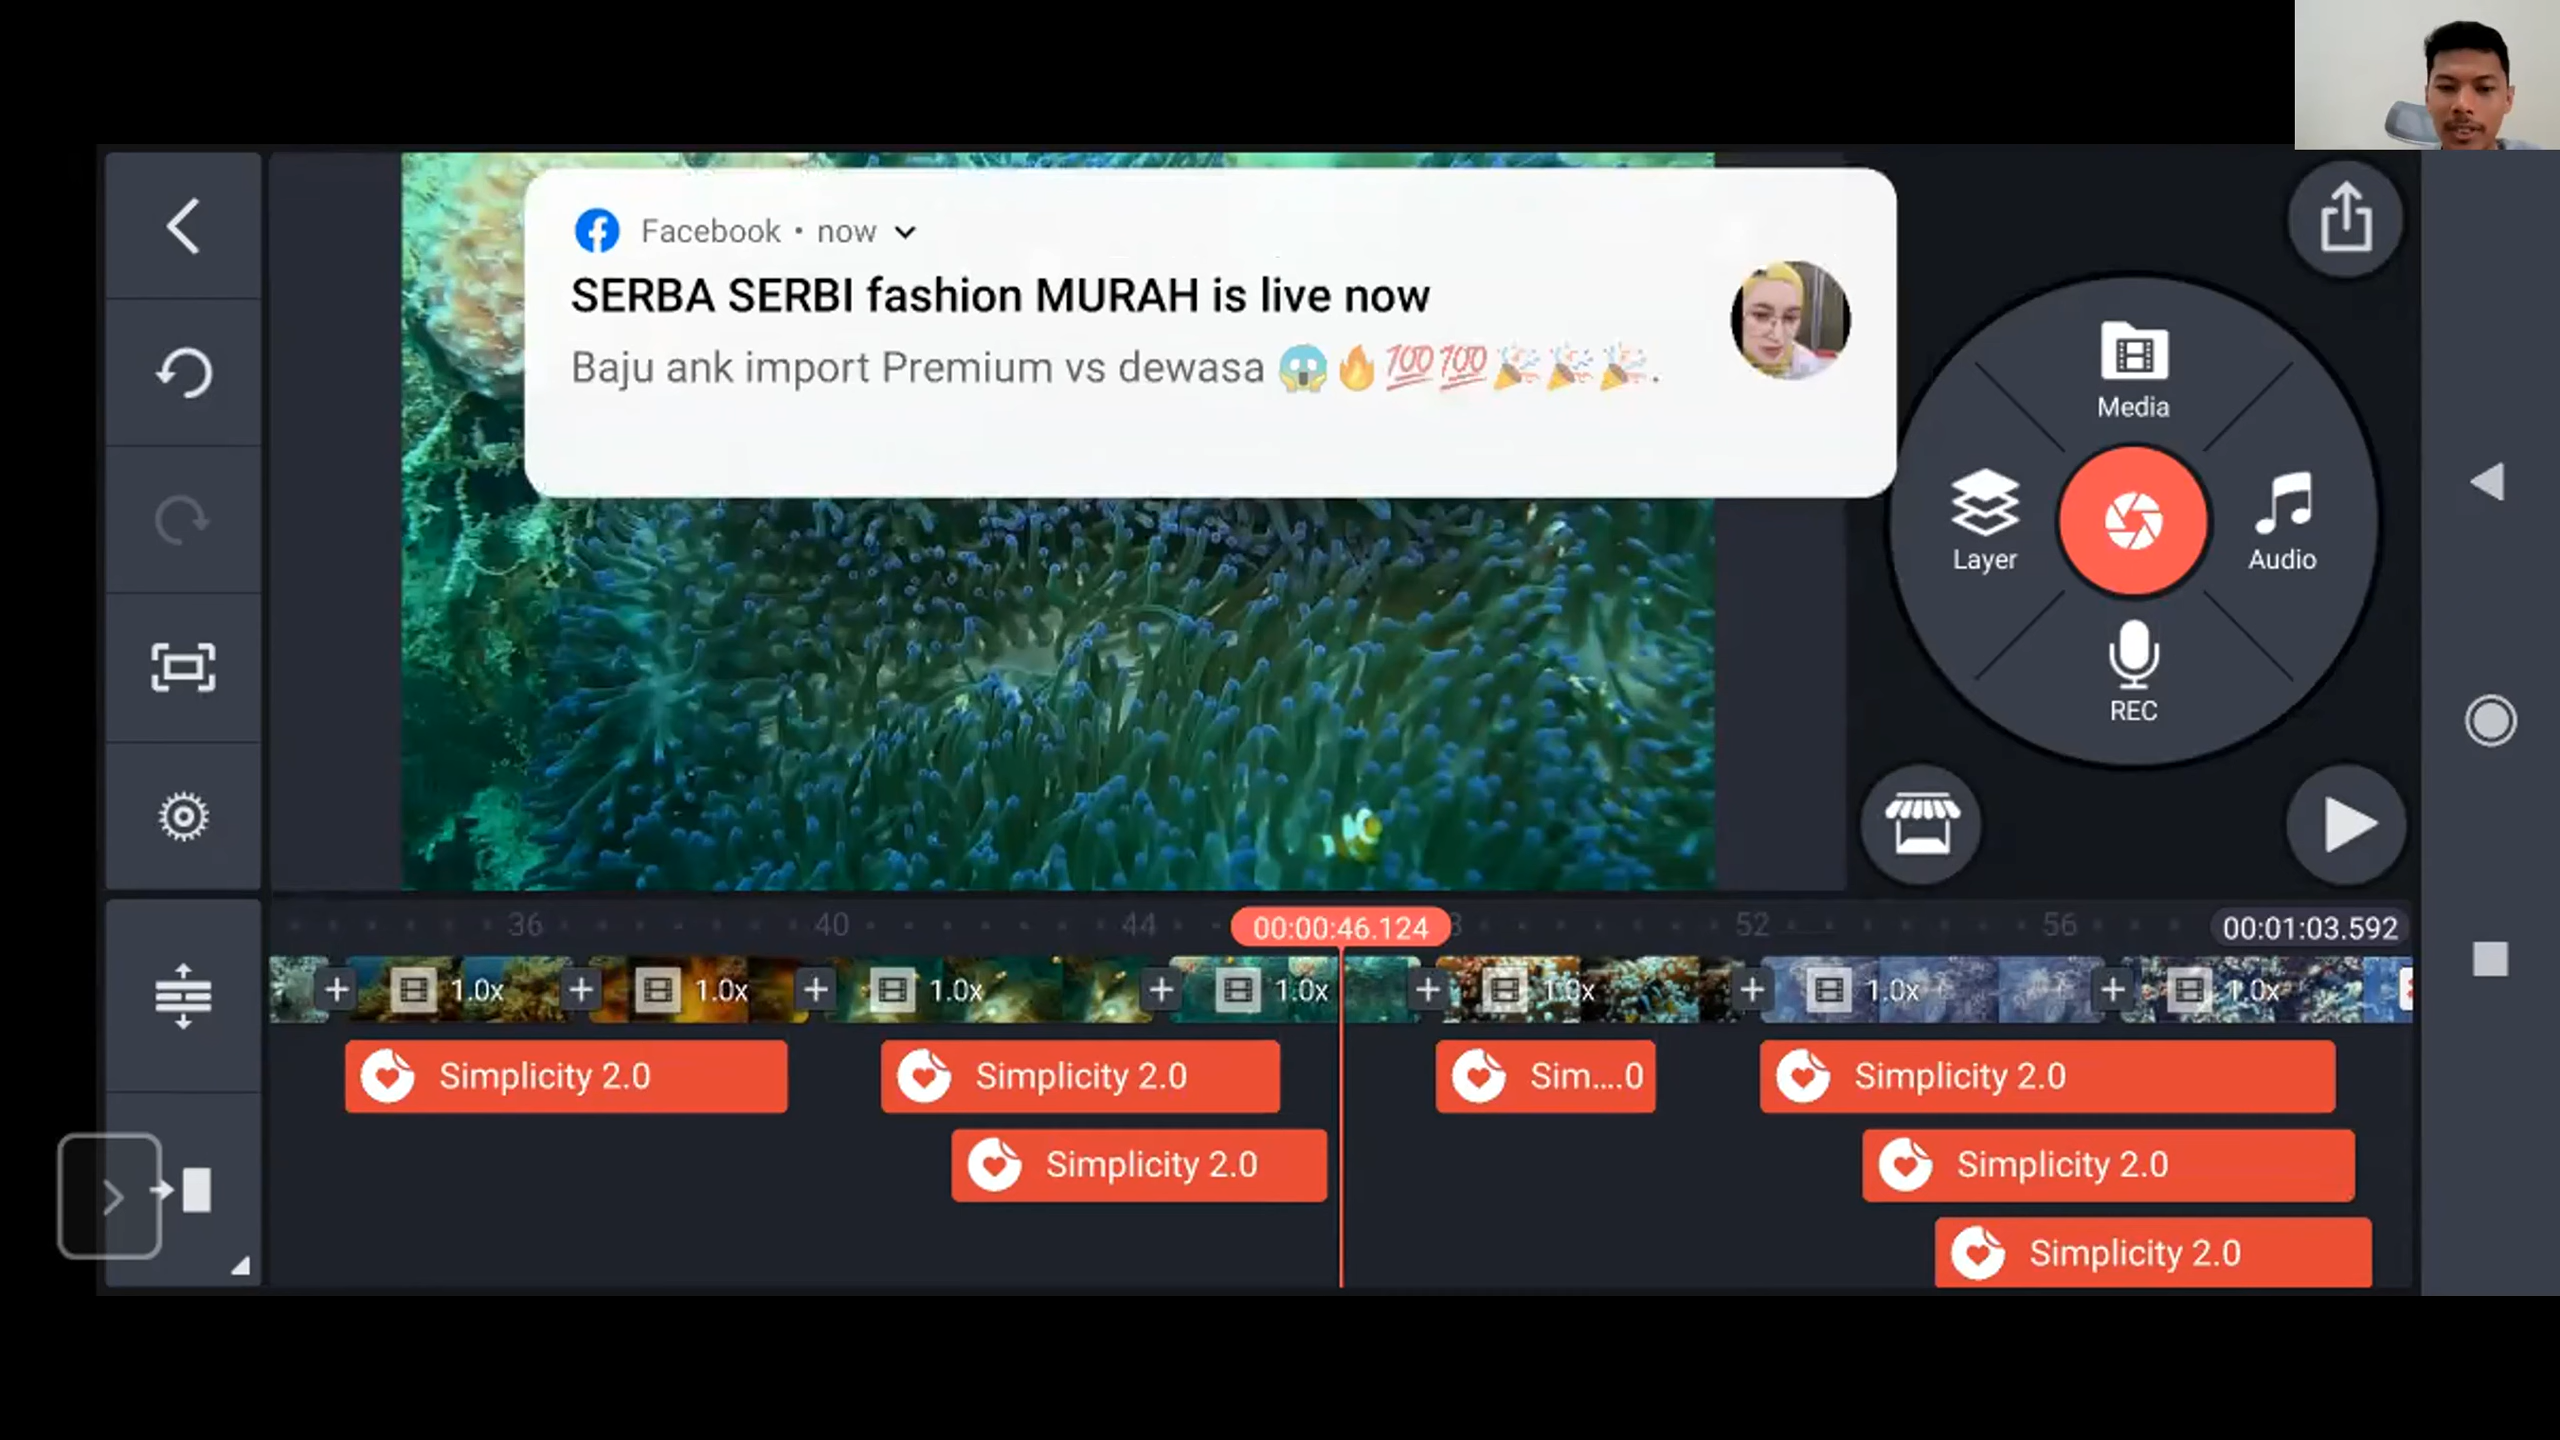 Facebook • now
SERBA SERBI fashion MURAH is live now
Baju ank import Premium vs dewasa 😱🔥💯💯🎉🎉🎉.
Media
Layer
Audio
REC
36
40
44
00:00:46.124
8
52
56
00:01:03.592
1.0x
1.0x
1.0x
1.0x
1.0x
1.0x
1.0x
Simplicity 2.0
Simplicity 2.0
Sim....0
Simplicity 2.0
Simplicity 2.0
Simplicity 2.0
Simplicity 2.0